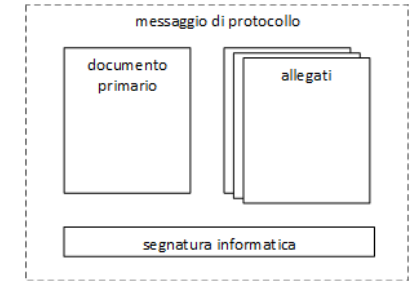 messaggio di protocollo
documento
primario
allegati
segnatura informatica